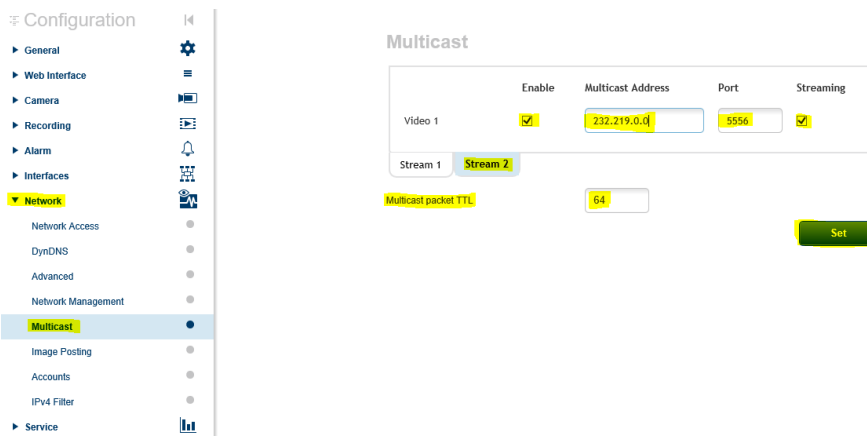 Configuration
General
Web Interface
Camera
Recording
Alarm
Interfaces
Network
Network Access
DynDNS
Advanced
Network Management
Multicast
Image Posting
Accounts
IPv4 Filter
Service
Multicast
Enable Multicast Address Port Streaming
Video 1 232.219.0.0 5556
Stream 1 Stream 2
Multicast packet TTL 64
Set